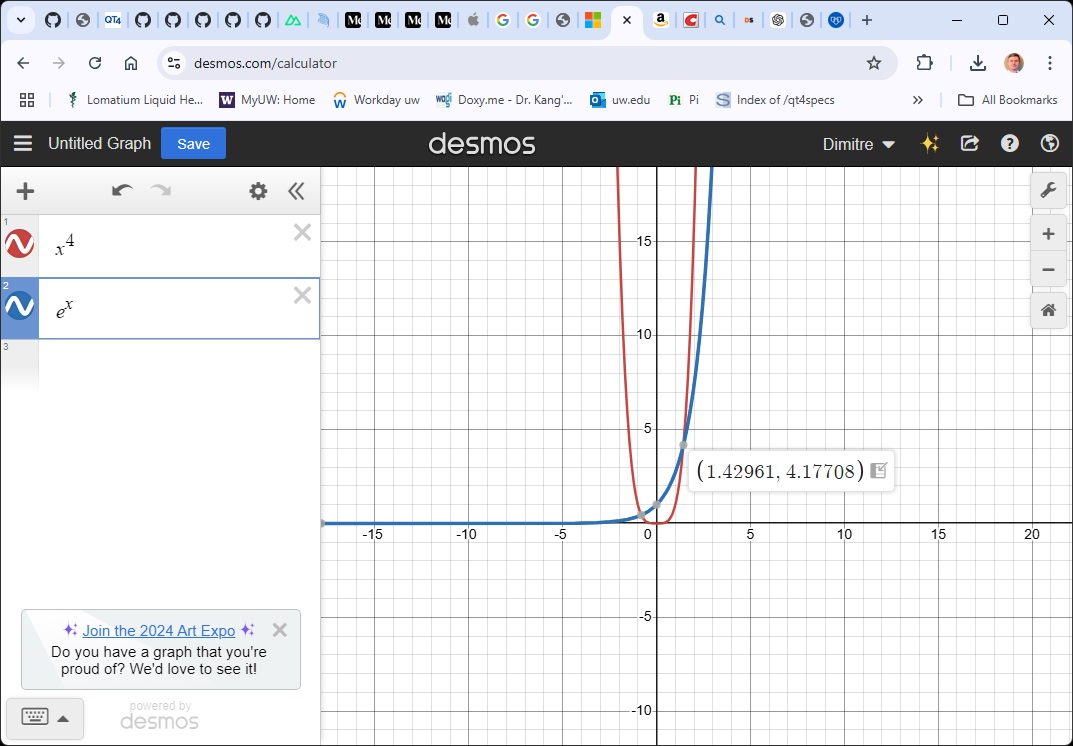 QT4
desmos.com/calculator
Lomatium Liquid He...
W MyUW: Home
Workday uw
Doxy.me - Dr. Kang'...
uw.edu
Pi Pi
Index of /qt4specs
»
All Bookmarks
Untitled Graph
Save
desmos
Dimitre
1
x^4
2
e^x
3
15
10
5
(1.42961, 4.17708)
-15
-10
-5
0
5
10
15
20
-5
-10
Join the 2024 Art Expo
Do you have a graph that you're
proud of? We'd love to see it!
powered by
desmos